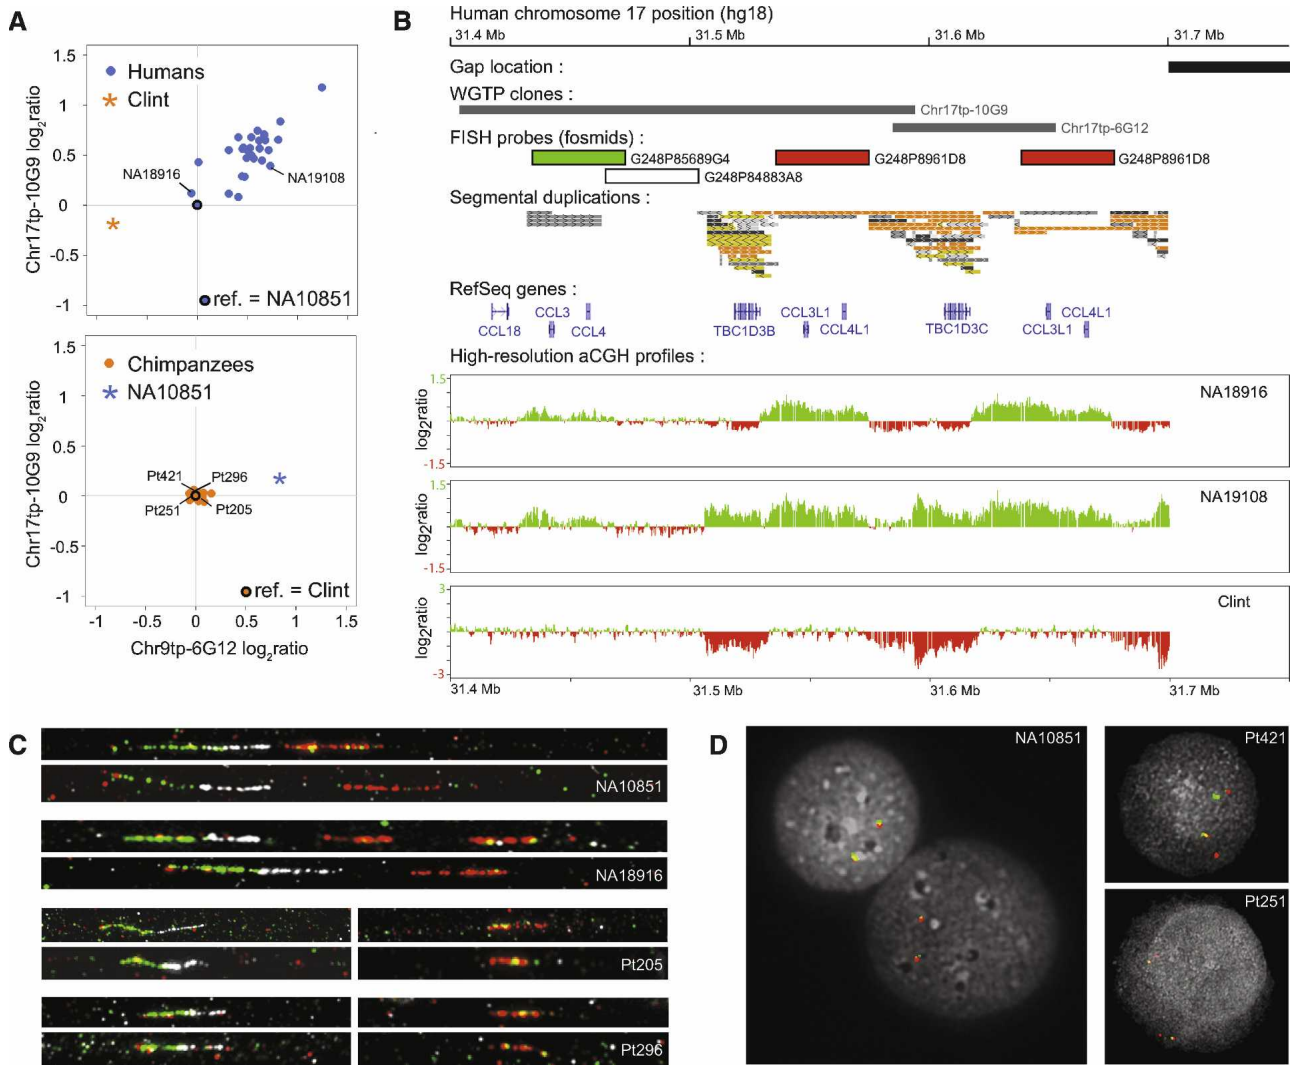 A
1.5
1
0.5
0
-0.5
-1
Chr17tp-10G9 log2ratio
Humans
Clint
NA18916
NA19108
ref. = NA10851
1.5
1
0.5
0
-0.5
-1
Chr17tp-10G9 log2ratio
Chimpanzees
NA10851
Pt421
Pt296
Pt251
Pt205
ref. = Clint
-1 -0.5 0 0.5 1 1.5
Chr9tp-6G12 log2ratio
B
Human chromosome 17 position (hg18)
31.4 Mb 31.5 Mb 31.6 Mb 31.7 Mb
Gap location :
WGTP clones :
Chr17tp-10G9
Chr17tp-6G12
FISH probes (fosmids) :
G248P85689G4 G248P8961D8 G248P8961D8
G248P84883A8
Segmental duplications :
RefSeq genes :
CCL3 CCL3L1 CCL4L1
CCL18 CCL4 TBC1D3B CCL4L1 TBC1D3C CCL3L1
High-resolution aCGH profiles :
1.5
log2ratio
-1.5
NA18916
1.5
log2ratio
-1.5
NA19108
3
log2ratio
-3
Clint
31.4 Mb 31.5 Mb 31.6 Mb 31.7 Mb
C
NA10851
NA18916
Pt205
Pt296
D
NA10851
Pt421
Pt251